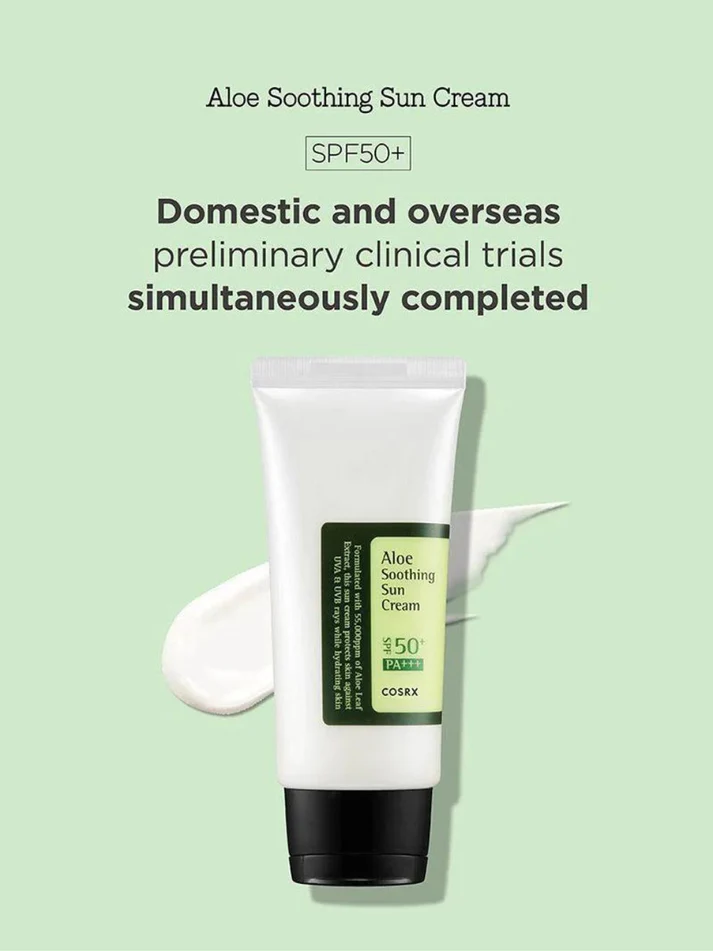 Aloe Soothing Sun Cream
SPF50+
Domestic and overseas
preliminary clinical trials
simultaneously completed
Formulated with 55,000ppm of Aloe Leaf
Extract, this sun cream protects skin against
UVA & UVB rays while hydrating skin
Aloe
Soothing
Sun
Cream
SPF 50+
PA+++
COSRX